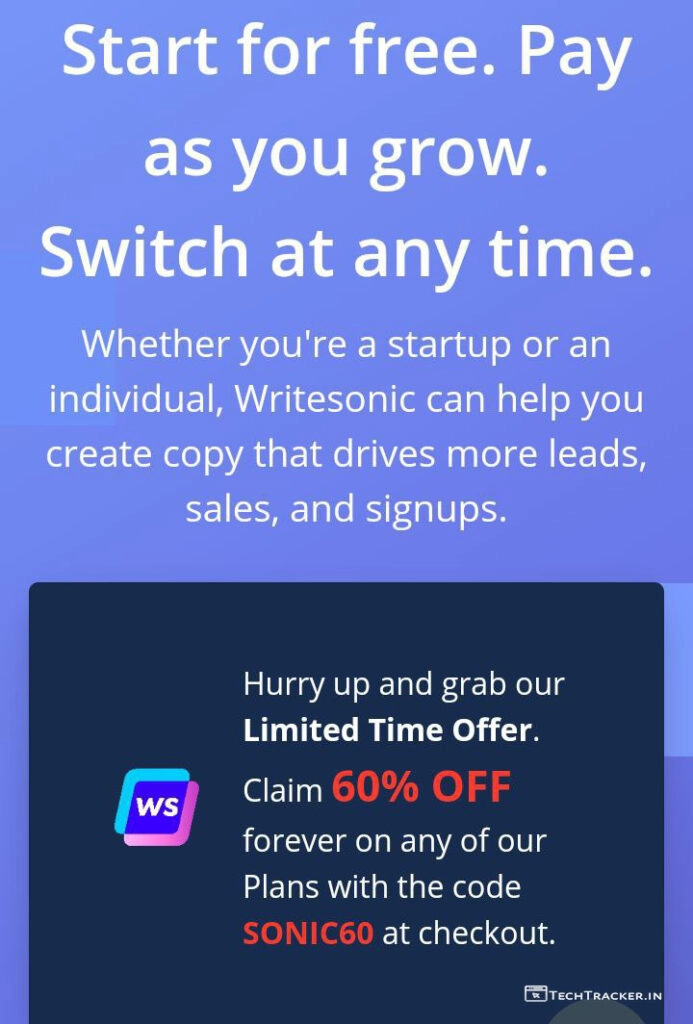 Start for free. Pay
as you grow.
Switch at any time.
Whether you're a startup or an
individual, Writesonic can help you
create copy that drives more leads,
sales, and signups.
Hurry up and grab our
Limited Time Offer.
Claim 60% OFF
forever on any of our
Plans with the code
SONIC60 at checkout.
WS
TECHTRACKER.IN